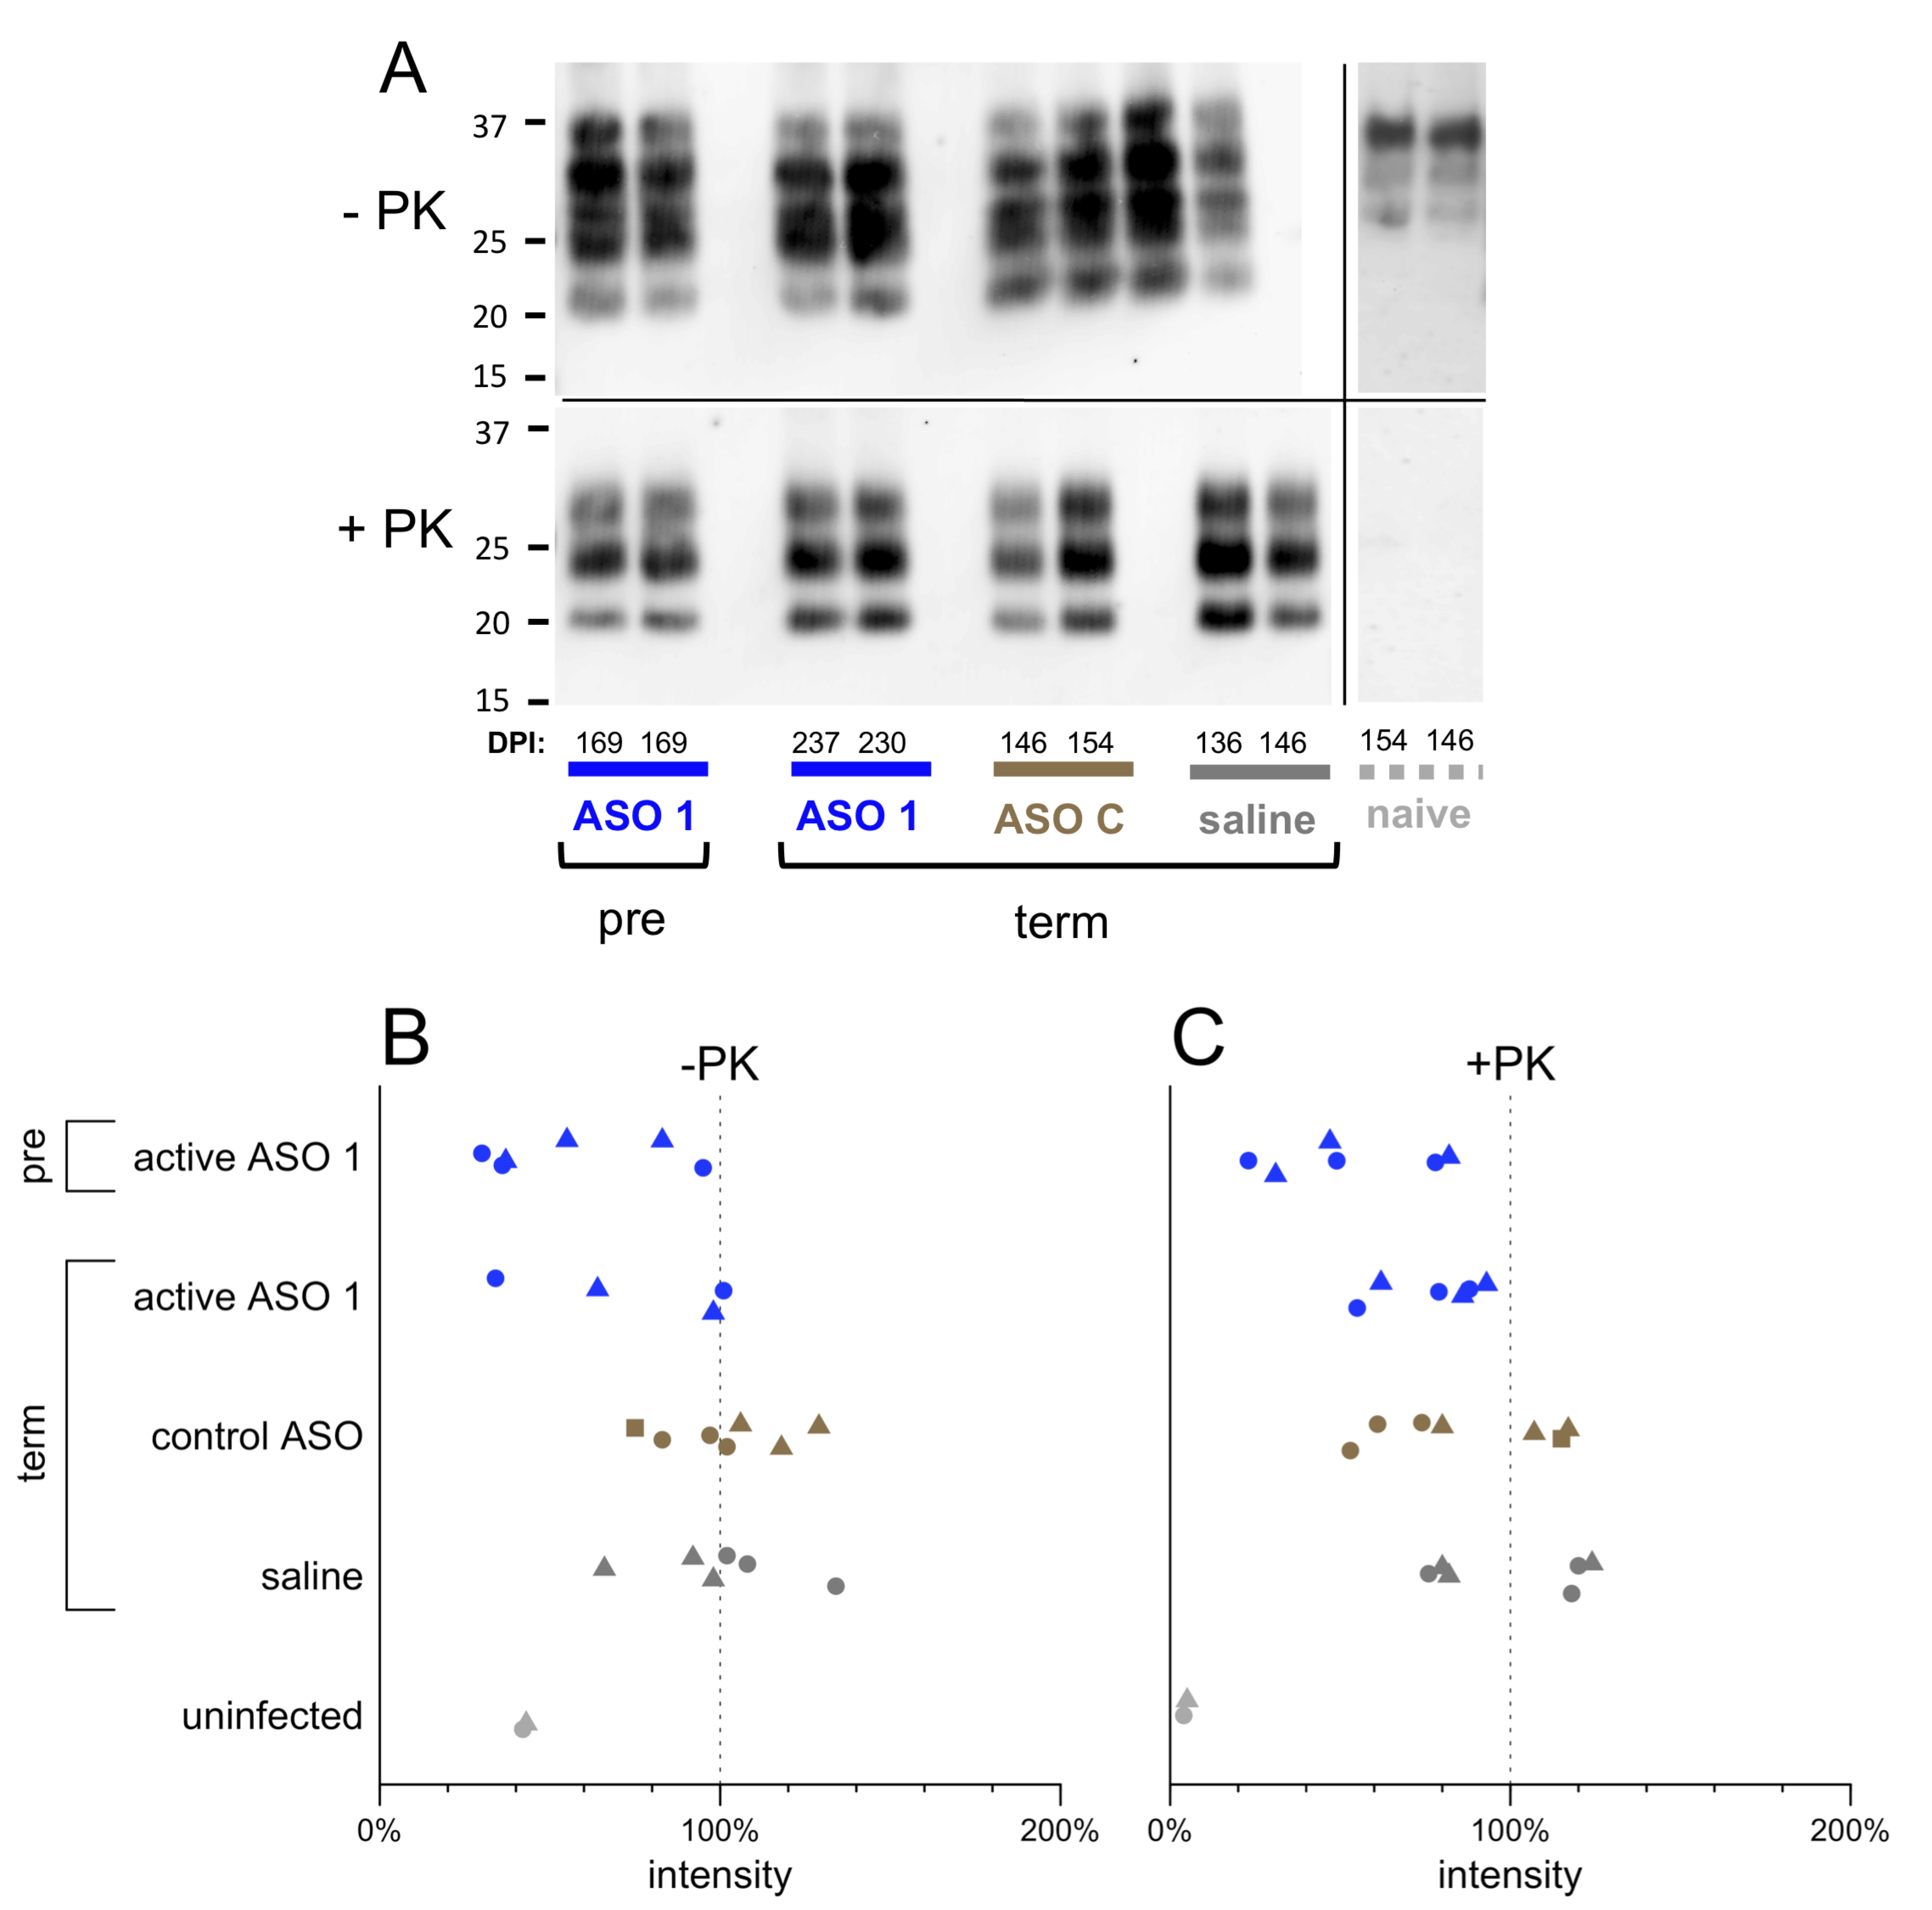 A
37
- PK
25
20
15
37
+ PK
25
20
15
DPI: 169 169 237 230 146 154 136 146 154 146
ASO 1 ASO 1 ASO C saline naive
pre term
B C
-PK +PK
pre active ASO 1
term active ASO 1
control ASO
saline
uninfected
0% 100% 200% 0% 100% 200%
intensity intensity